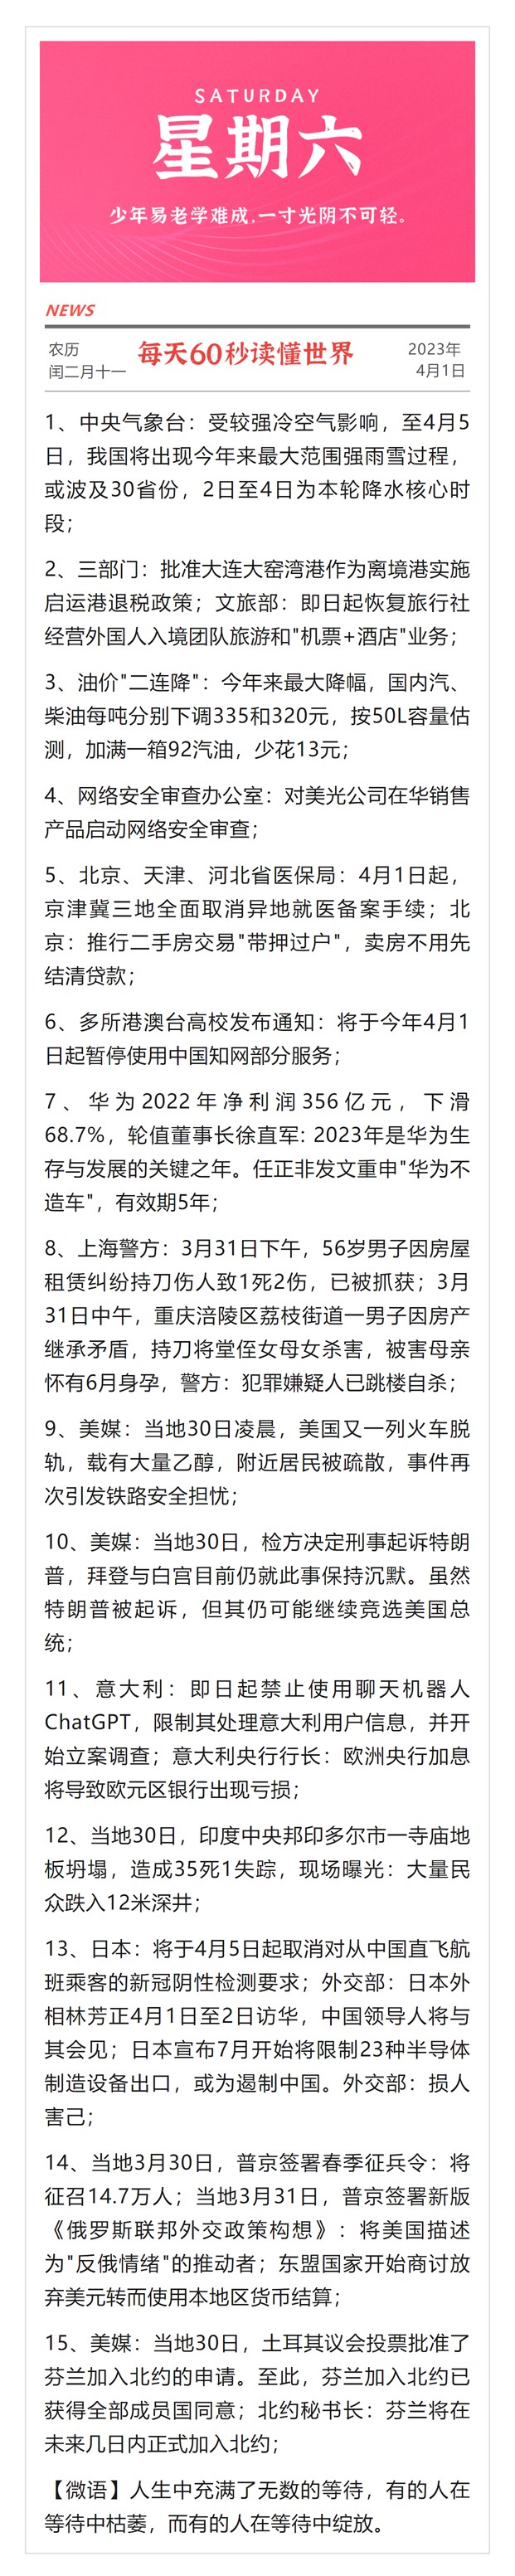 SATURDAY
星期六
少年易老学难成,一寸光阴不可轻。
NEWS
农历
闰二月十一
每天60秒读懂世界
2023年
4月1日
1、中央气象台：受较强冷空气影响，至4月5
日，我国将出现今年来最大范围强雨雪过程，
或波及30省份，2日至4日为本轮降水核心时
段；
2、三部门：批准大连大窑湾港作为离境港实施
启运港退税政策；文旅部：即日起恢复旅行社
经营外国人入境团队旅游和"机票+酒店"业务；
3、油价"二连降"：今年来最大降幅，国内汽、
柴油每吨分别下调335和320元，按50L容量估
测，加满一箱92汽油，少花13元；
4、网络安全审查办公室：对美光公司在华销售
产品启动网络安全审查；
5、北京、天津、河北省医保局：4月1日起，
京津冀三地全面取消异地就医备案手续；北
京：推行二手房交易"带押过户"，卖房不用先
结清贷款；
6、多所港澳台高校发布通知：将于今年4月1
日起暂停使用中国知网部分服务；
7、华为2022年净利润356亿元，下滑
68.7%，轮值董事长徐直军: 2023年是华为生
存与发展的关键之年。任正非发文重申"华为不
造车"，有效期5年；
8、上海警方：3月31日下午，56岁男子因房屋
租赁纠纷持刀伤人致1死2伤，已被抓获；3月
31日中午，重庆涪陵区荔枝街道一男子因房产
继承矛盾，持刀将堂侄女母女杀害，被害母亲
怀有6月身孕，警方：犯罪嫌疑人已跳楼自杀；
9、美媒：当地30日凌晨，美国又一列火车脱
轨，载有大量乙醇，附近居民被疏散，事件再
次引发铁路安全担忧；
10、美媒：当地30日，检方决定刑事起诉特朗
普，拜登与白宫目前仍就此事保持沉默。虽然
特朗普被起诉，但其仍可能继续竞选美国总
统；
11、意大利：即日起禁止使用聊天机器人
ChatGPT，限制其处理意大利用户信息，并开
始立案调查；意大利央行行长：欧洲央行加息
将导致欧元区银行出现亏损；
12、当地30日，印度中央邦印多尔市一寺庙地
板坍塌，造成35死1失踪，现场曝光：大量民
众跌入12米深井；
13、日本：将于4月5日起取消对从中国直飞航
班乘客的新冠阴性检测要求；外交部：日本外
相林芳正4月1日至2日访华，中国领导人将与
其会见；日本宣布7月开始将限制23种半导体
制造设备出口，或为遏制中国。外交部：损人
害己；
14、当地3月30日，普京签署春季征兵令：将
征召14.7万人；当地3月31日，普京签署新版
《俄罗斯联邦外交政策构想》：将美国描述
为"反俄情绪"的推动者；东盟国家开始商讨放
弃美元转而使用本地区货币结算；
15、美媒：当地30日，土耳其议会投票批准了
芬兰加入北约的申请。至此，芬兰加入北约已
获得全部成员国同意；北约秘书长：芬兰将在
未来几日内正式加入北约；
【微语】人生中充满了无数的等待，有的人在
等待中枯萎，而有的人在等待中绽放。